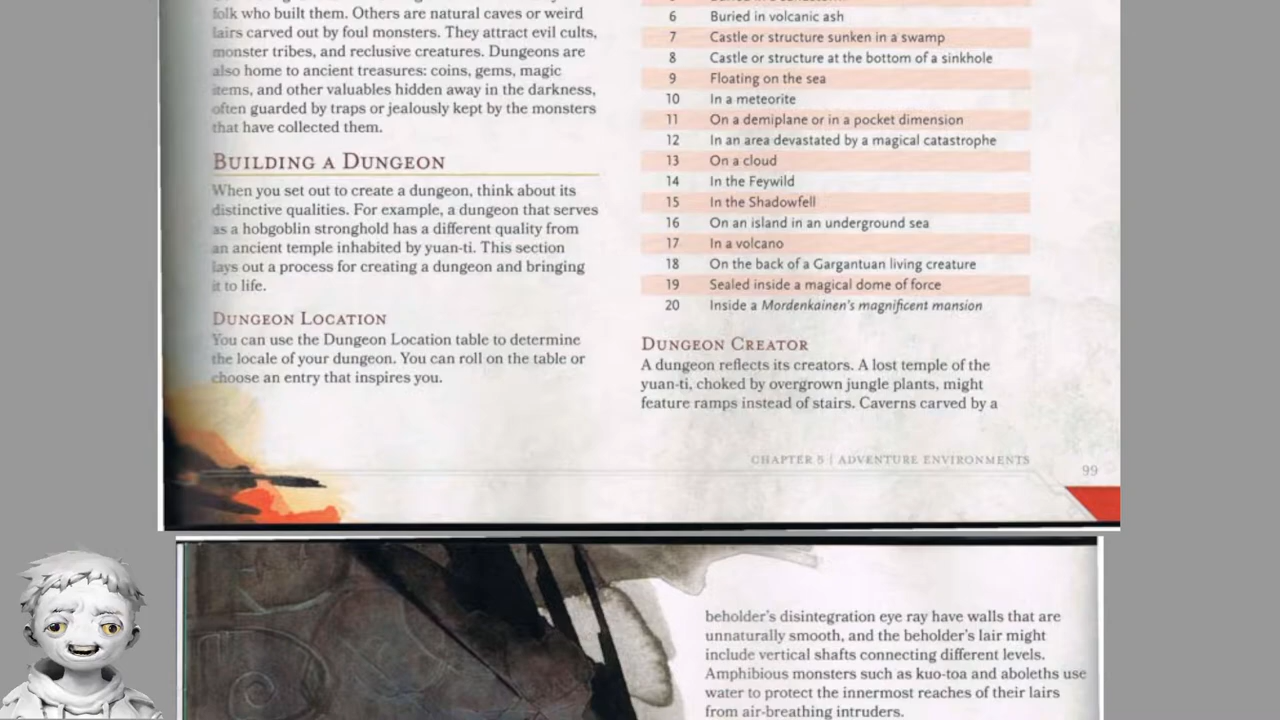 folk who built them. Others are natural caves or weird
lairs carved out by foul monsters. They attract evil cults,
monster tribes, and reclusive creatures. Dungeons are
also home to ancient treasures: coins, gems, magic
items, and other valuables hidden away in the darkness,
often guarded by traps or jealously kept by the monsters
that have collected them.
BUILDING A DUNGEON
When you set out to create a dungeon, think about its
distinctive qualities. For example, a dungeon that serves
as a hobgoblin stronghold has a different quality from
an ancient temple inhabited by yuan-ti. This section
lays out a process for creating a dungeon and bringing
it to life.
DUNGEON LOCATION
You can use the Dungeon Location table to determine
the locale of your dungeon. You can roll on the table or
choose an entry that inspires you.
6 Buried in volcanic ash
7 Castle or structure sunken in a swamp
8 Castle or structure at the bottom of a sinkhole
9 Floating on the sea
10 In a meteorite
11 On a demiplane or in a pocket dimension
12 In an area devastated by a magical catastrophe
13 On a cloud
14 In the Feywild
15 In the Shadowfell
16 On an island in an underground sea
17 In a volcano
18 On the back of a Gargantuan living creature
19 Sealed inside a magical dome of force
20 Inside a Mordenkainen's magnificent mansion
DUNGEON CREATOR
A dungeon reflects its creators. A lost temple of the
yuan-ti, choked by overgrown jungle plants, might
feature ramps instead of stairs. Caverns carved by a
CHAPTER 5 | ADVENTURE ENVIRONMENTS
99
beholder's disintegration eye ray have walls that are
unnaturally smooth, and the beholder's lair might
include vertical shafts connecting different levels.
Amphibious monsters such as kuo-toa and aboleths use
water to protect the innermost reaches of their lairs
from air-breathing intruders.